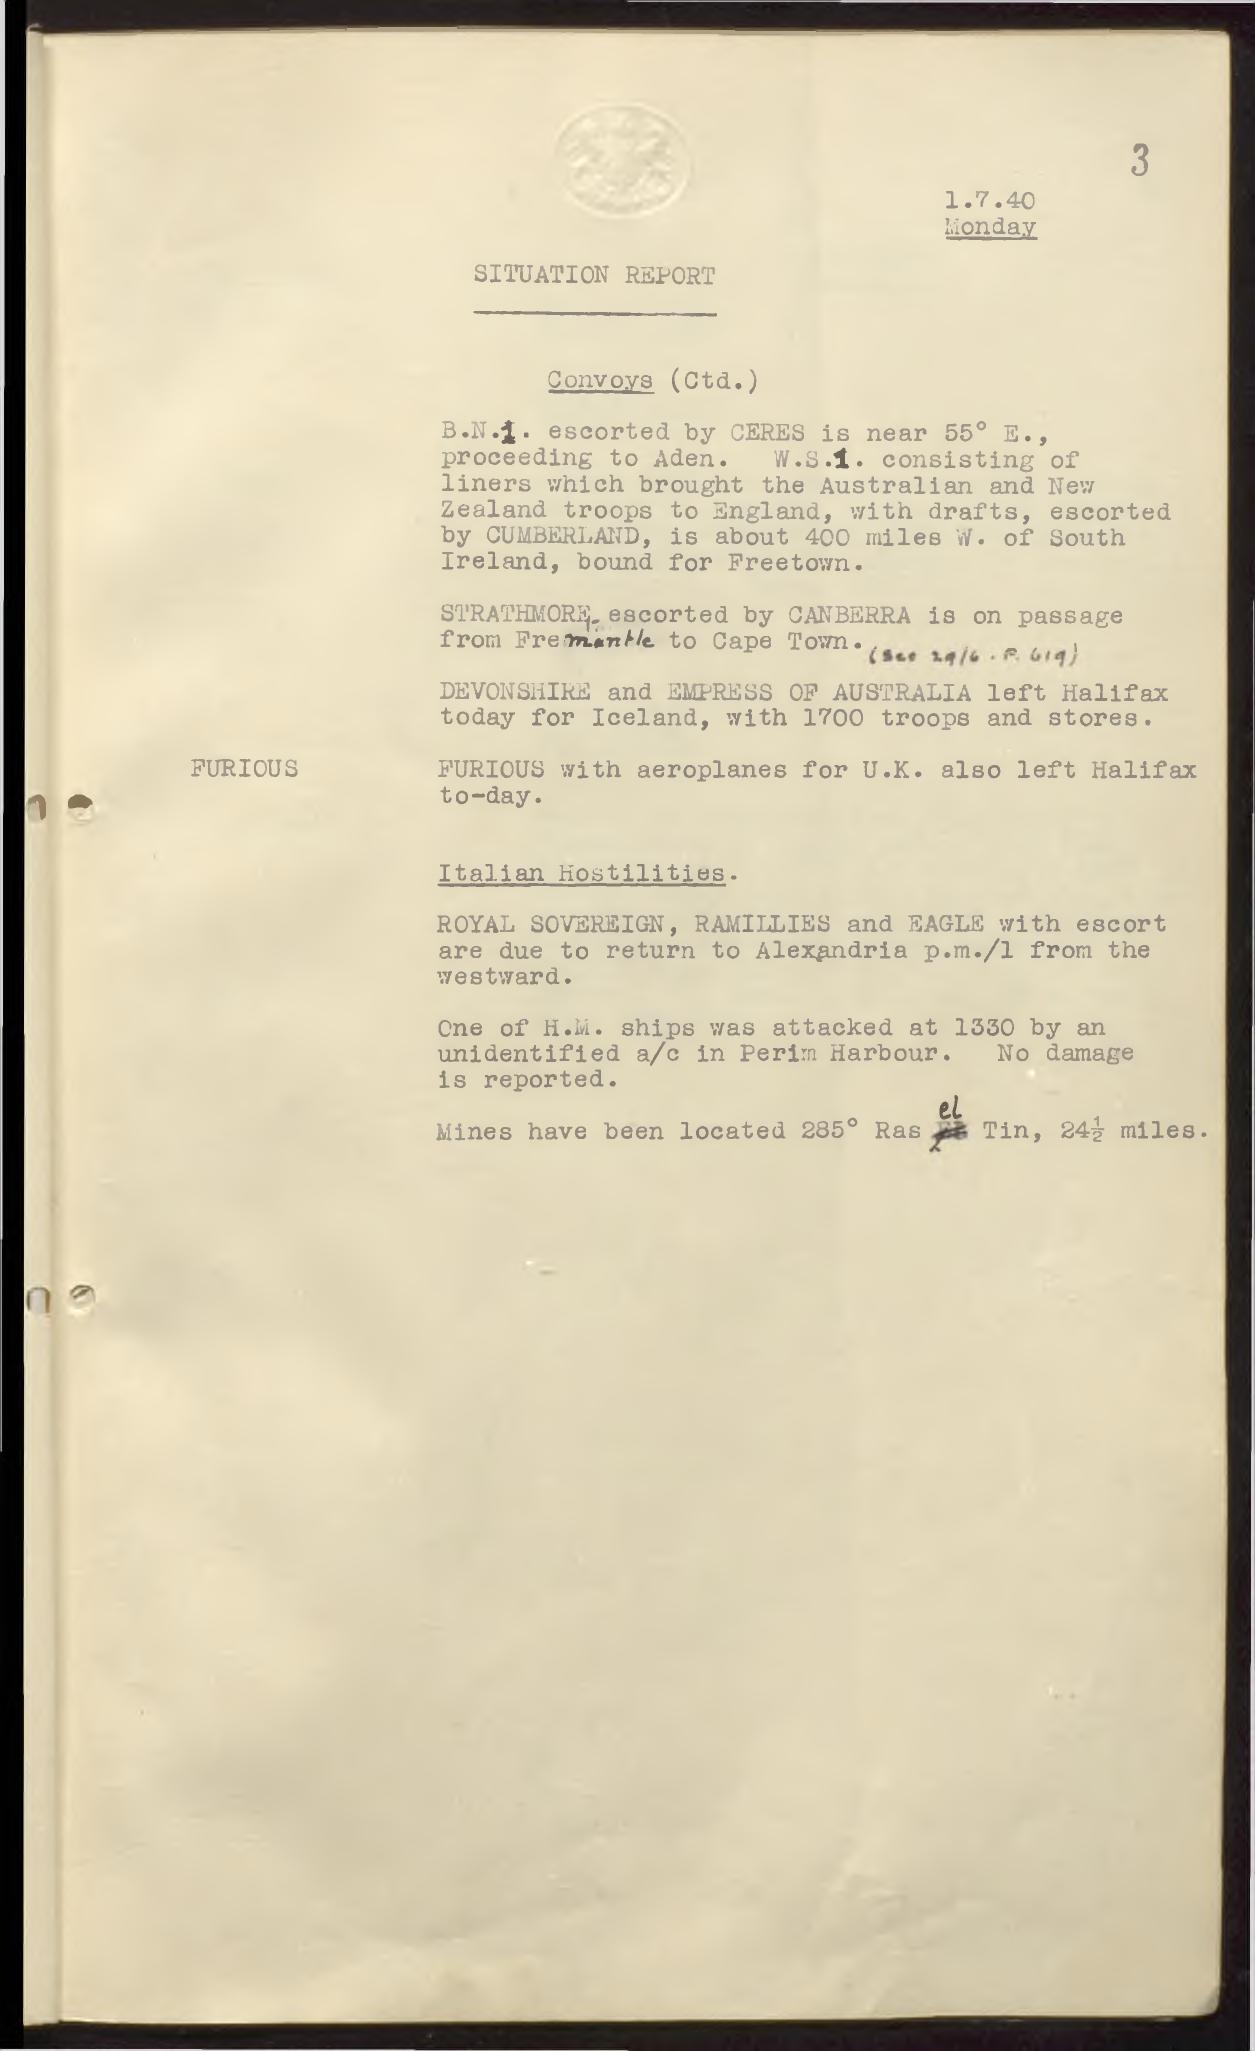 3
1.7.40
Monday
SITUATION REPORT
Convoys (Ctd.)
B.N.1. escorted by CERES is near 55° E.,
proceeding to Aden. W.S.1. consisting of
liners which brought the Australian and New
Zealand troops to England, with drafts, escorted
by CUMBERLAND, is about 400 miles W. of South
Ireland, bound for Freetown.
STRATHMORE, escorted by CANBERRA is on passage
from Fremantle to Cape Town. (See 29/6. P. 619)
DEVONSHIRE and EMPRESS OF AUSTRALIA left Halifax
today for Iceland, with 1700 troops and stores.
FURIOUS
FURIOUS with aeroplanes for U.K. also left Halifax
to-day.
Italian Hostilities.
ROYAL SOVEREIGN, RAMILLIES and EAGLE with escort
are due to return to Alexandria p.m./1 from the
westward.
One of H.M. ships was attacked at 1330 by an
unidentified a/c in Perim Harbour. No damage
is reported.
Mines have been located 285° Ras el Tin, 24½ miles.